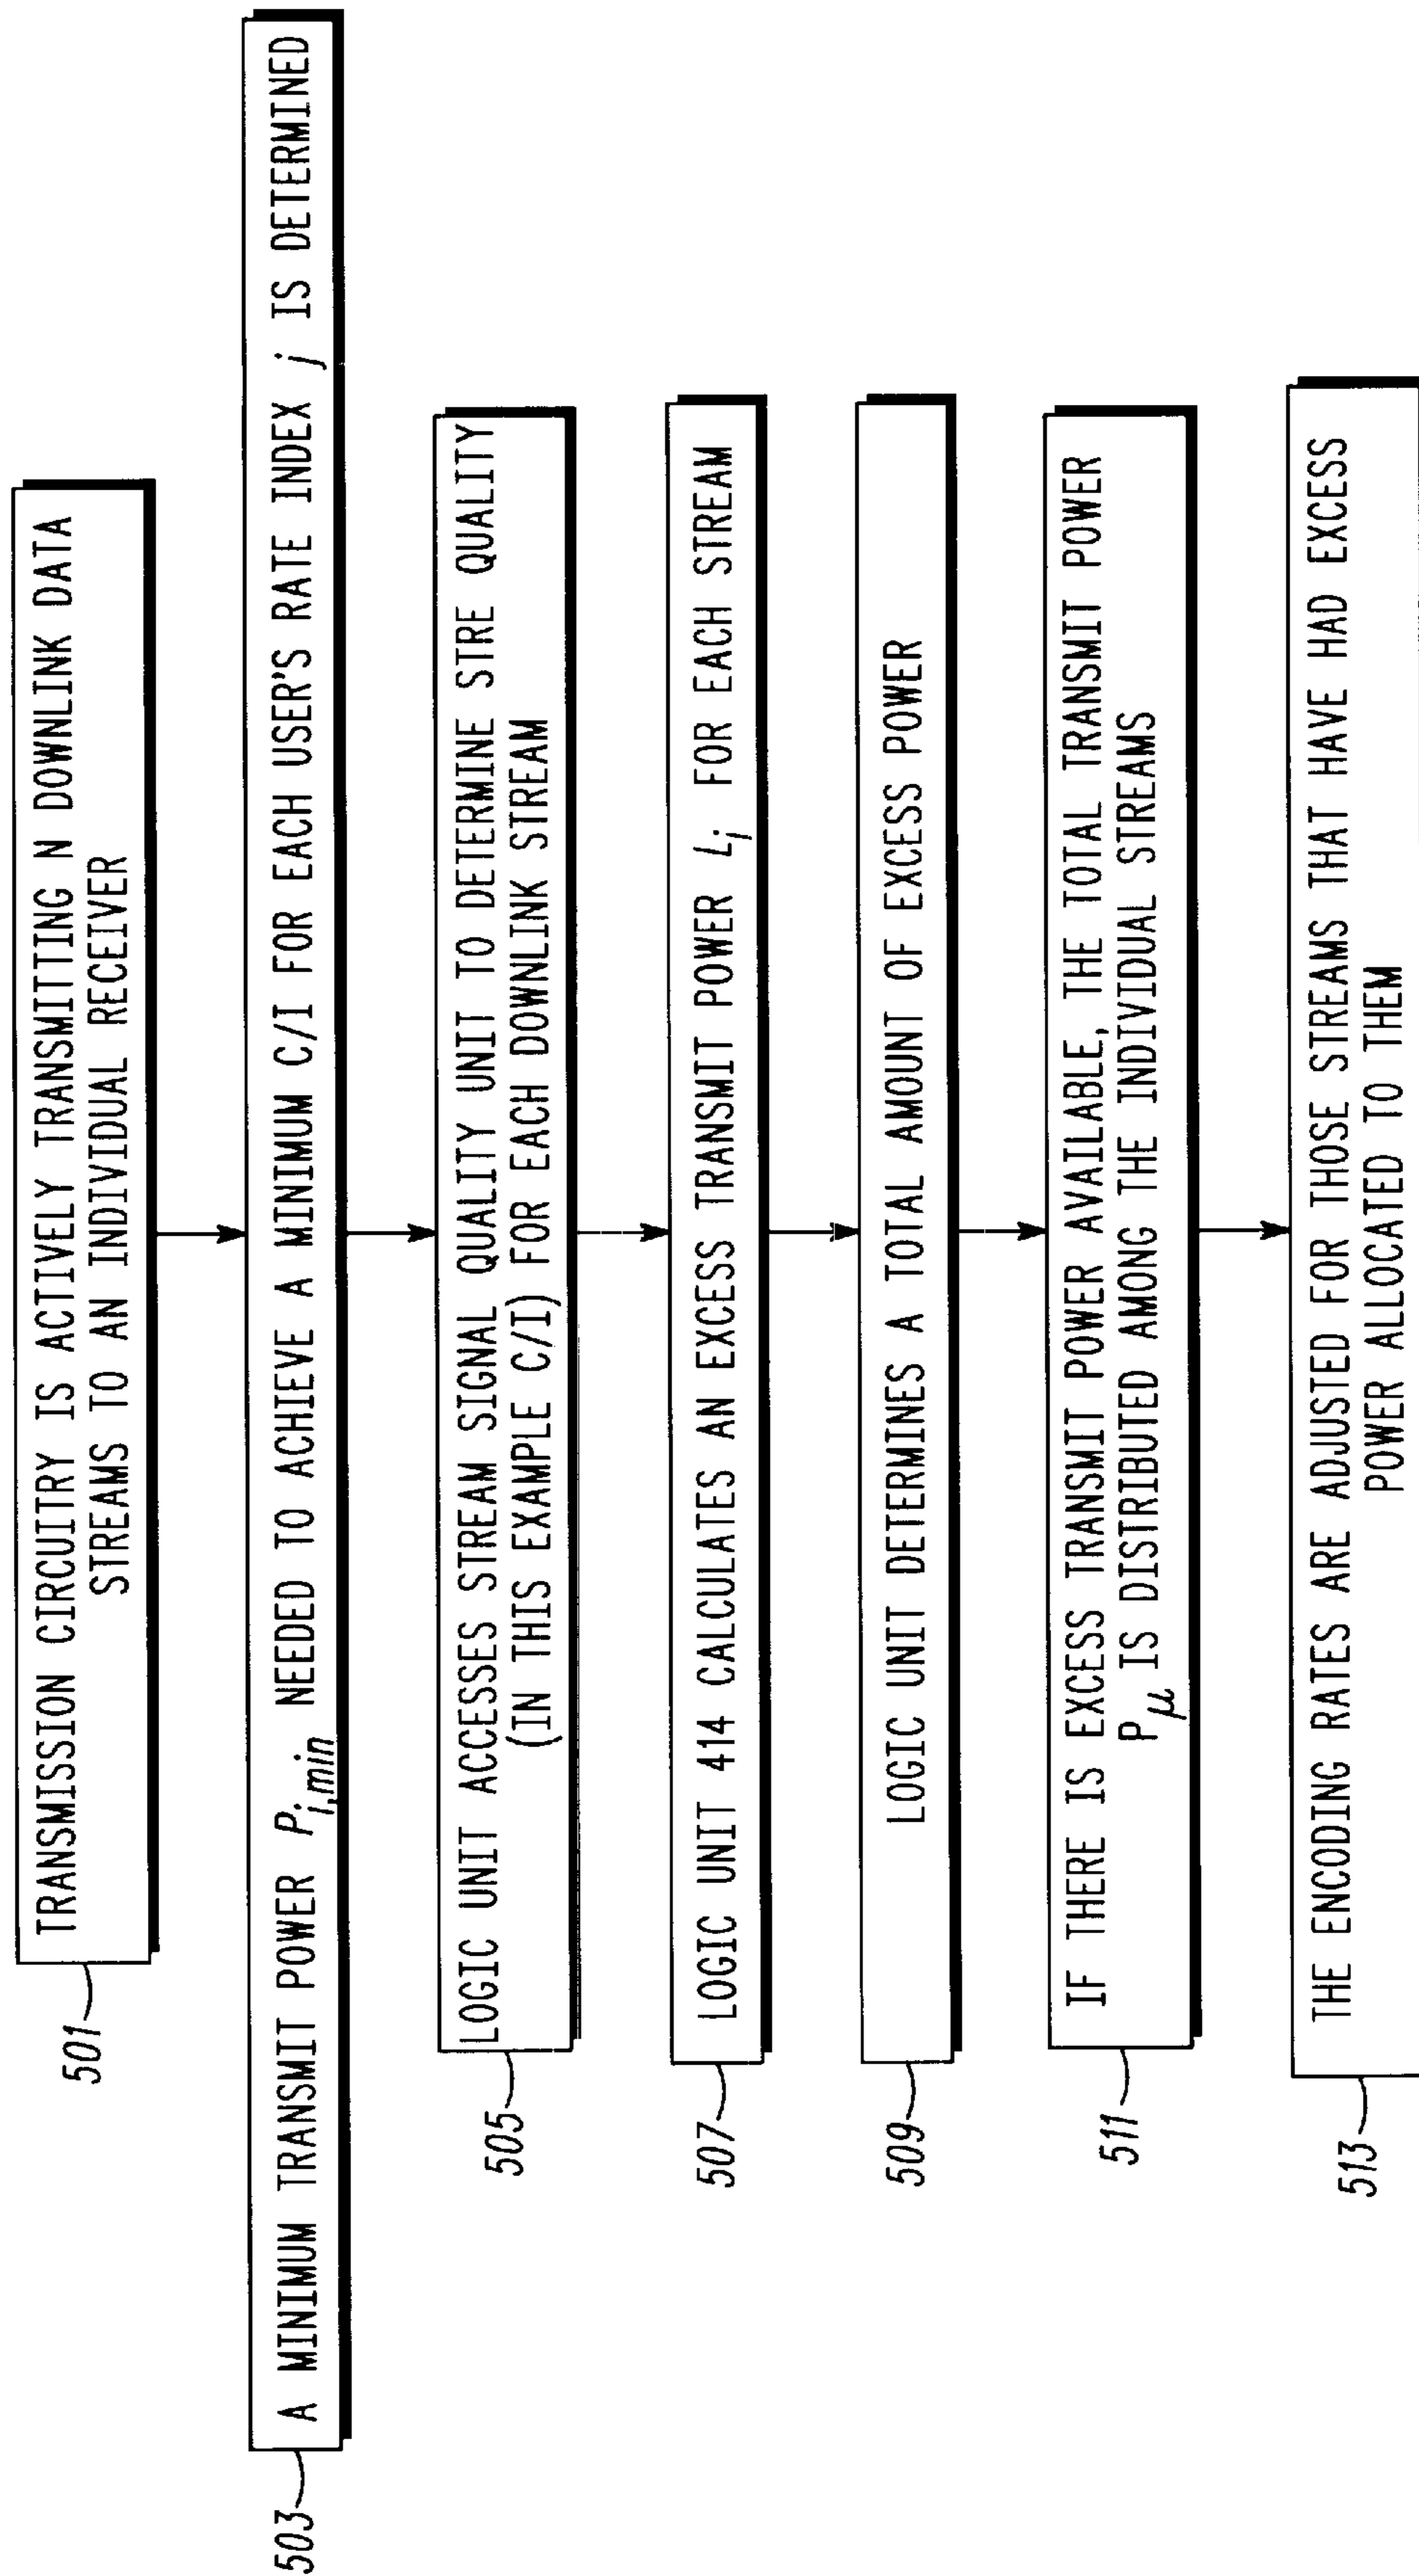 501
TRANSMISSION CIRCUITRY IS ACTIVELY TRANSMITTING N DOWNLINK DATA
STREAMS TO AN INDIVIDUAL RECEIVER
503
A MINIMUM TRANSMIT POWER P_{i,min} NEEDED TO ACHIEVE A MINIMUM C/I FOR EACH USER'S RATE INDEX j IS DETERMINED
505
LOGIC UNIT ACCESSES STREAM SIGNAL QUALITY UNIT TO DETERMINE STRE QUALITY
(IN THIS EXAMPLE C/I) FOR EACH DOWNLINK STREAM
507
LOGIC UNIT 414 CALCULATES AN EXCESS TRANSMIT POWER L_i, FOR EACH STREAM
509
LOGIC UNIT DETERMINES A TOTAL AMOUNT OF EXCESS POWER
511
IF THERE IS EXCESS TRANSMIT POWER AVAILABLE, THE TOTAL TRANSMIT POWER
P_μ IS DISTRIBUTED AMONG THE INDIVIDUAL STREAMS
513
THE ENCODING RATES ARE ADJUSTED FOR THOSE STREAMS THAT HAVE HAD EXCESS
POWER ALLOCATED TO THEM